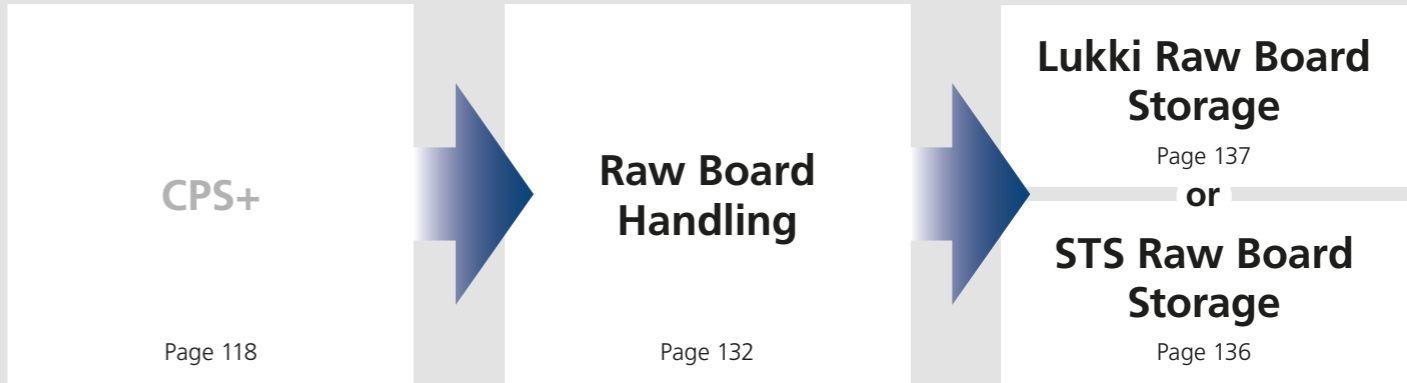 CPS+
Page 118
Raw Board
Handling
Page 132
Lukki Raw Board
Storage
Page 137
or
STS Raw Board
Storage
Page 136